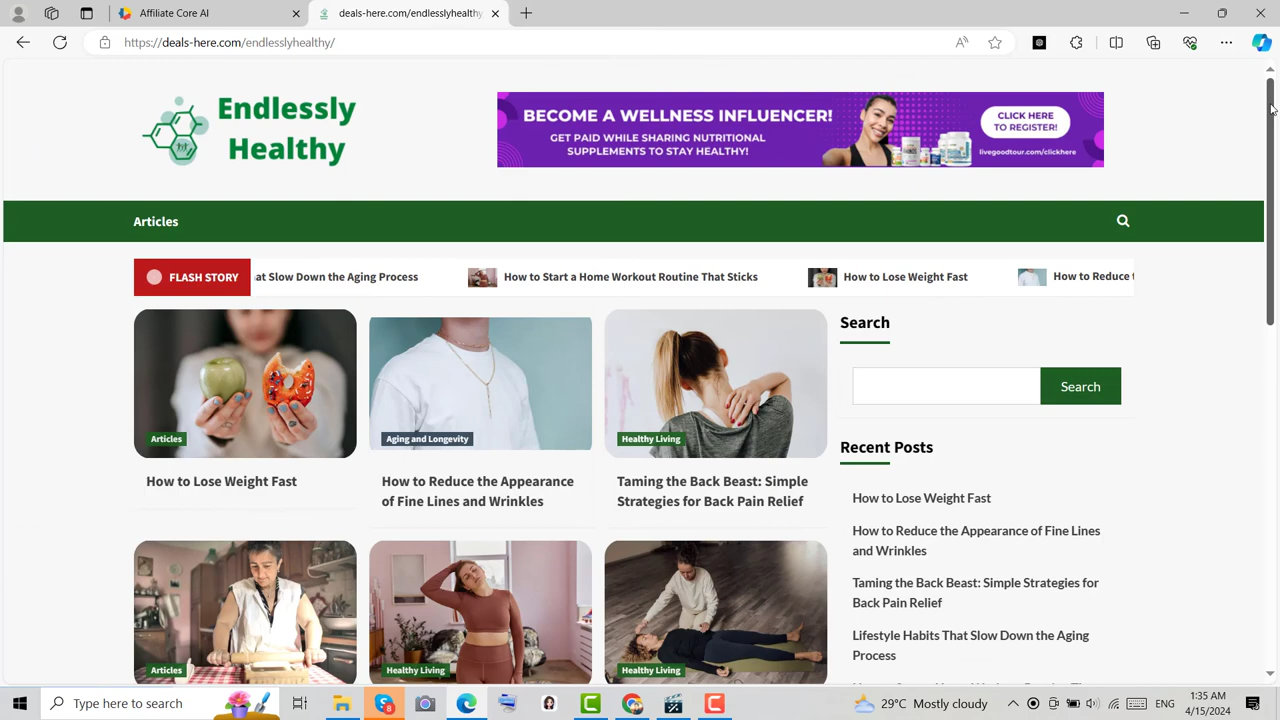 Affiliate Core AI
deals-here.com/endlesslyhealthy
https://deals-here.com/endlesslyhealthy/
Endlessly
Healthy
BECOME A WELLNESS INFLUENCER!
GET PAID WHILE SHARING NUTRITIONAL
SUPPLEMENTS TO STAY HEALTHY!
CLICK HERE
TO REGISTER!
livegoodtour.com/clickhere
Articles
FLASH STORY
at Slow Down the Aging Process
How to Start a Home Workout Routine That Sticks
How to Lose Weight Fast
How to Reduce
Articles
Aging and Longevity
Healthy Living
How to Lose Weight Fast
How to Reduce the Appearance
of Fine Lines and Wrinkles
Taming the Back Beast: Simple
Strategies for Back Pain Relief
Articles
Healthy Living
Healthy Living
Search
Search
Recent Posts
How to Lose Weight Fast
How to Reduce the Appearance of Fine Lines
and Wrinkles
Taming the Back Beast: Simple Strategies for
Back Pain Relief
Lifestyle Habits That Slow Down the Aging
Process
Type here to search
8
29°C Mostly cloudy
ENG
1:35 AM
4/15/2024